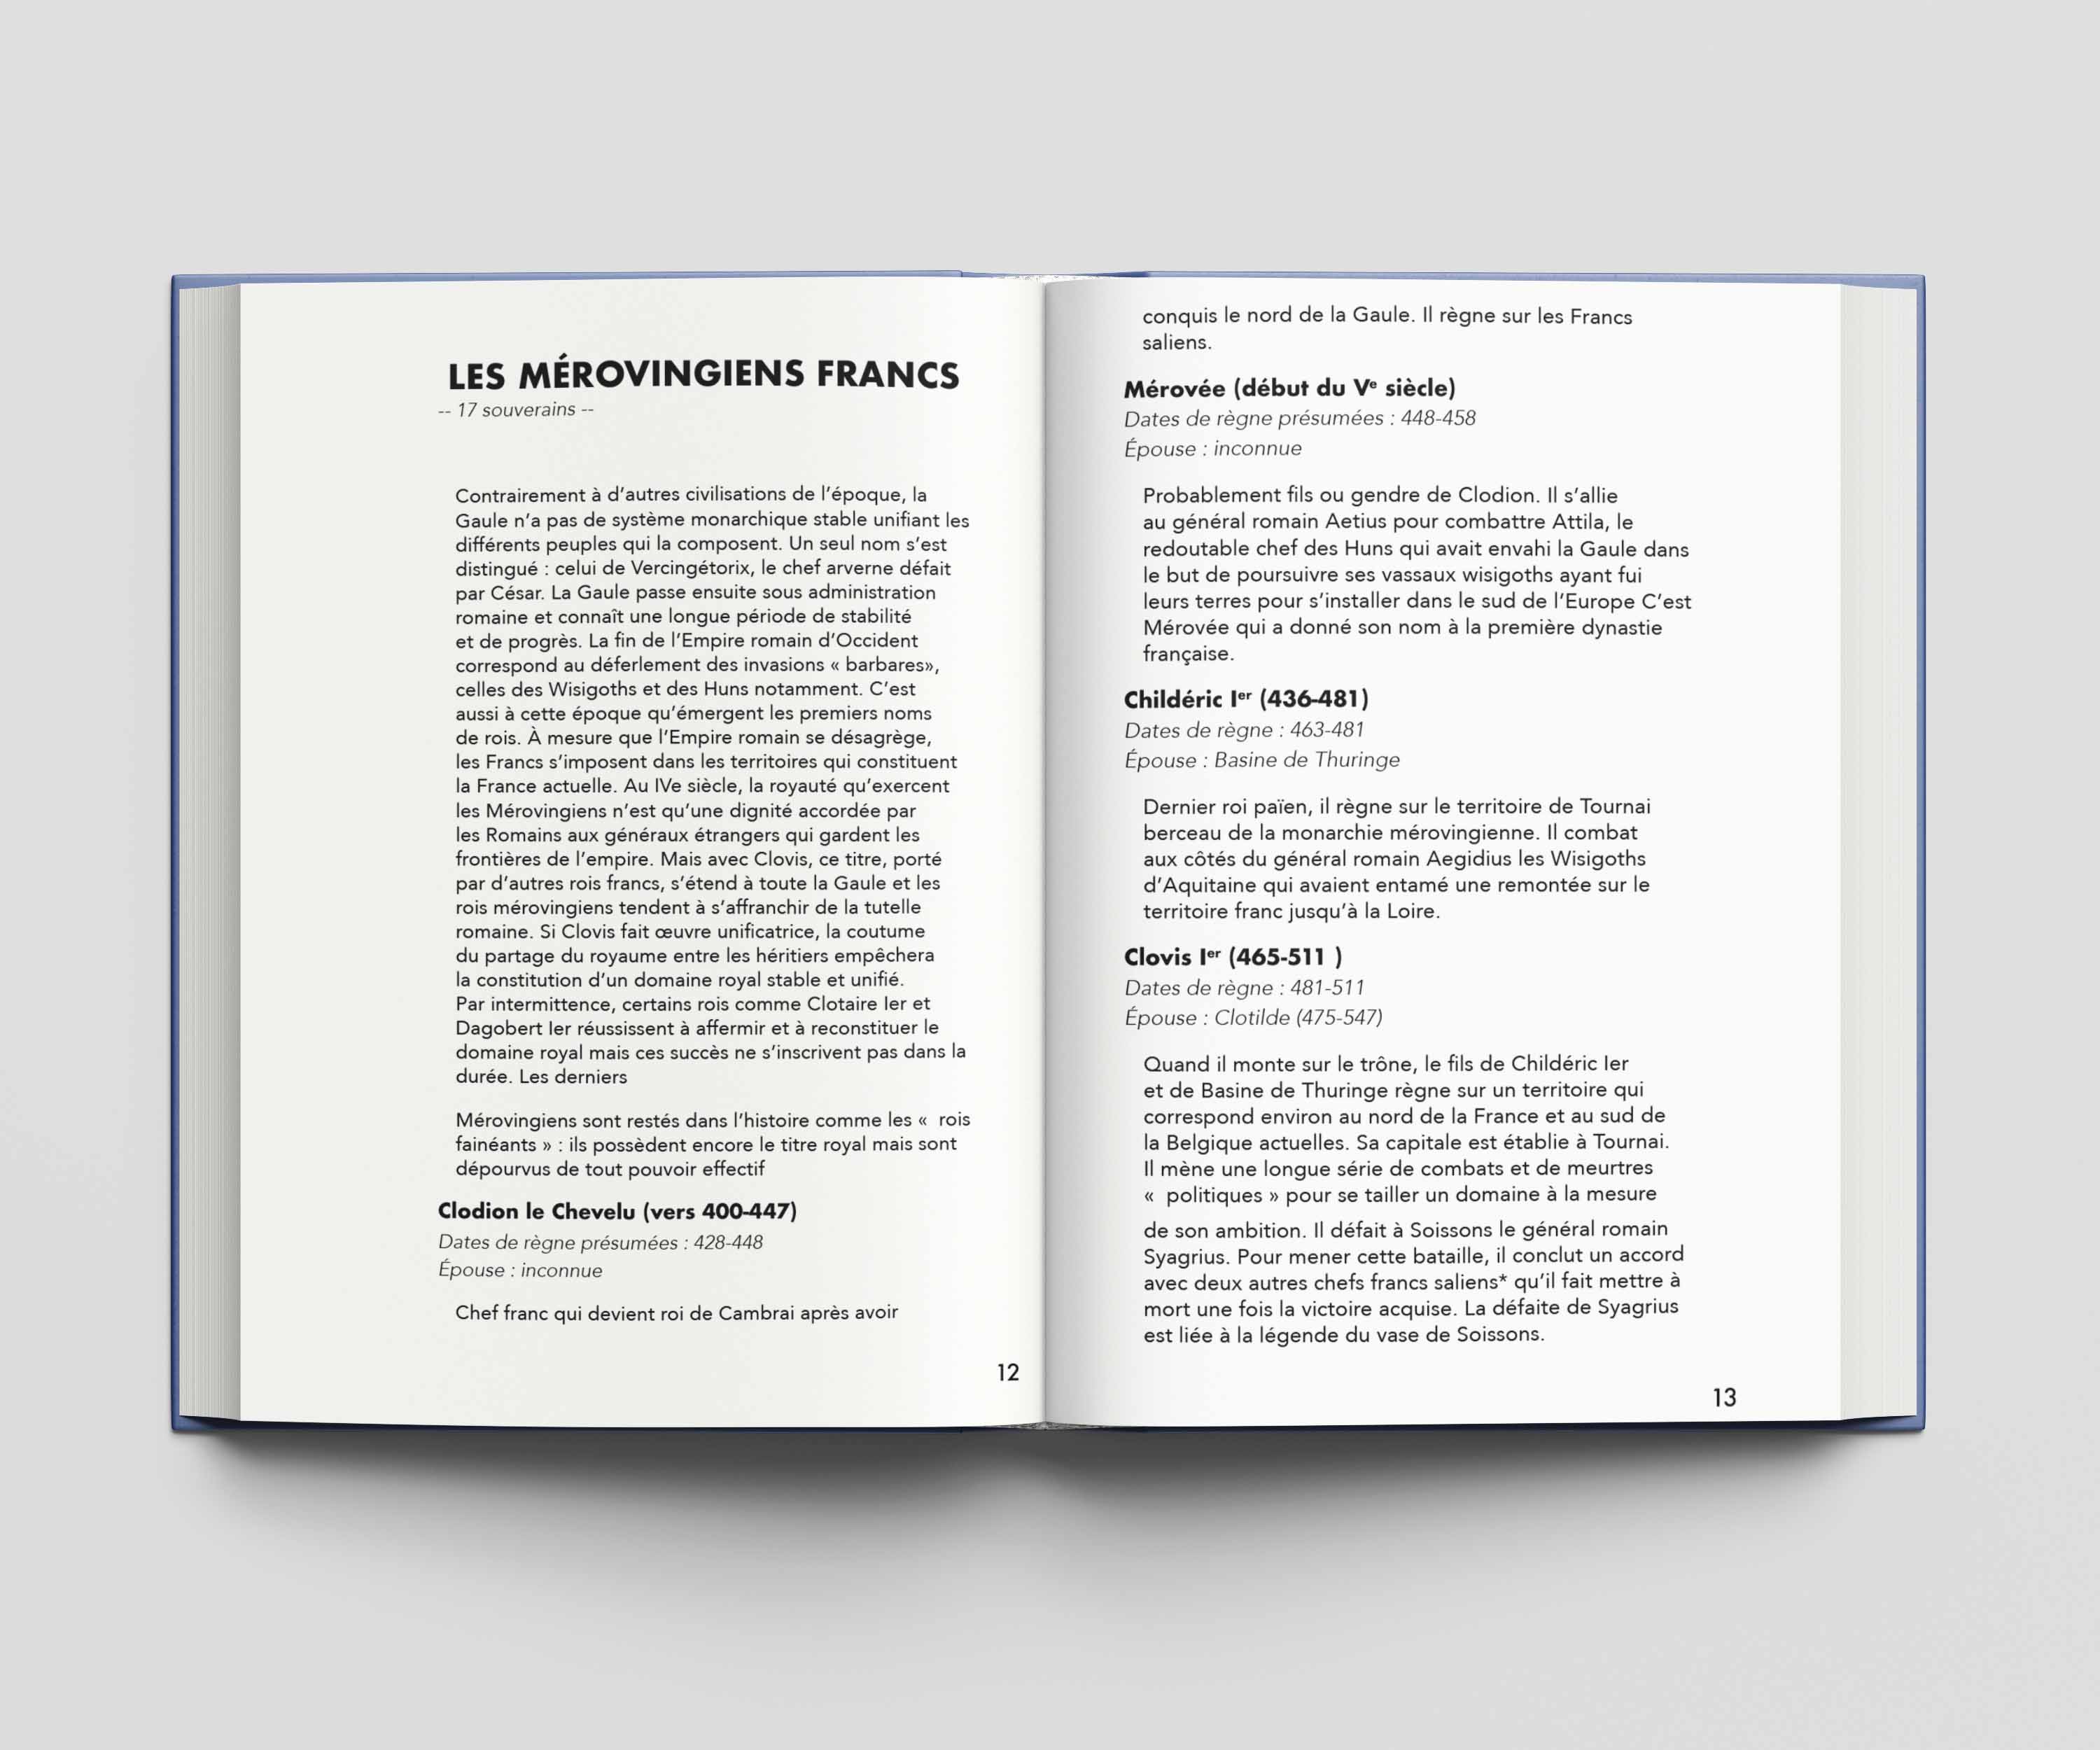 LES MÉROVINGIENS FRANCS
-- 17 souverains --
Contrairement à d’autres civilisations de l’époque, la
Gaule n’a pas de système monarchique stable unifiant les
différents peuples qui la composent. Un seul nom s’est
distingué : celui de Vercingétorix, le chef arverne défait
par César. La Gaule passe ensuite sous administration
romaine et connaît une longue période de stabilité
et de progrès. La fin de l’Empire romain d’Occident
correspond au déferlement des invasions « barbares»,
celles des Wisigoths et des Huns notamment. C’est
aussi à cette époque qu’émergent les premiers noms
de rois. À mesure que l’Empire romain se désagrège,
les Francs s’imposent dans les territoires qui constituent
la France actuelle. Au IVe siècle, la royauté qu’exercent
les Mérovingiens n’est qu’une dignité accordée par
les Romains aux généraux étrangers qui gardent les
frontières de l’empire. Mais avec Clovis, ce titre, porté
par d’autres rois francs, s’étend à toute la Gaule et les
rois mérovingiens tendent à s’affranchir de la tutelle
romaine. Si Clovis fait œuvre unificatrice, la coutume
du partage du royaume entre les héritiers empêchera
la constitution d’un domaine royal stable et unifié.
Par intermittence, certains rois comme Clotaire Ier et
Dagobert Ier réussissent à affermir et à reconstituer le
domaine royal mais ces succès ne s’inscrivent pas dans la
durée. Les derniers
Mérovingiens sont restés dans l’histoire comme les «  rois
fainéants » : ils possèdent encore le titre royal mais sont
dépourvus de tout pouvoir effectif
Clodion le Chevelu (vers 400-447)
Dates de règne présumées : 428-448
Épouse : inconnue
Chef franc qui devient roi de Cambrai après avoir
12
conquis le nord de la Gaule. Il règne sur les Francs
saliens.
Mérovée (début du Ve siècle)
Dates de règne présumées : 448-458
Épouse : inconnue
Probablement fils ou gendre de Clodion. Il s’allie
au général romain Aetius pour combattre Attila, le
redoutable chef des Huns qui avait envahi la Gaule dans
le but de poursuivre ses vassaux wisigoths ayant fui
leurs terres pour s’installer dans le sud de l’Europe C’est
Mérovée qui a donné son nom à la première dynastie
française.
Childéric Ier (436-481)
Dates de règne : 463-481
Épouse : Basine de Thuringe
Dernier roi païen, il règne sur le territoire de Tournai
berceau de la monarchie mérovingienne. Il combat
aux côtés du général romain Aegidius les Wisigoths
d’Aquitaine qui avaient entamé une remontée sur le
territoire franc jusqu’à la Loire.
Clovis Ier (465-511 )
Dates de règne : 481-511
Épouse : Clotilde (475-547)
Quand il monte sur le trône, le fils de Childéric Ier
et de Basine de Thuringe règne sur un territoire qui
correspond environ au nord de la France et au sud de
la Belgique actuelles. Sa capitale est établie à Tournai.
Il mène une longue série de combats et de meurtres
«  politiques » pour se tailler un domaine à la mesure
de son ambition. Il défait à Soissons le général romain
Syagrius. Pour mener cette bataille, il conclut un accord
avec deux autres chefs francs saliens* qu’il fait mettre à
mort une fois la victoire acquise. La défaite de Syagrius
est liée à la légende du vase de Soissons.
13